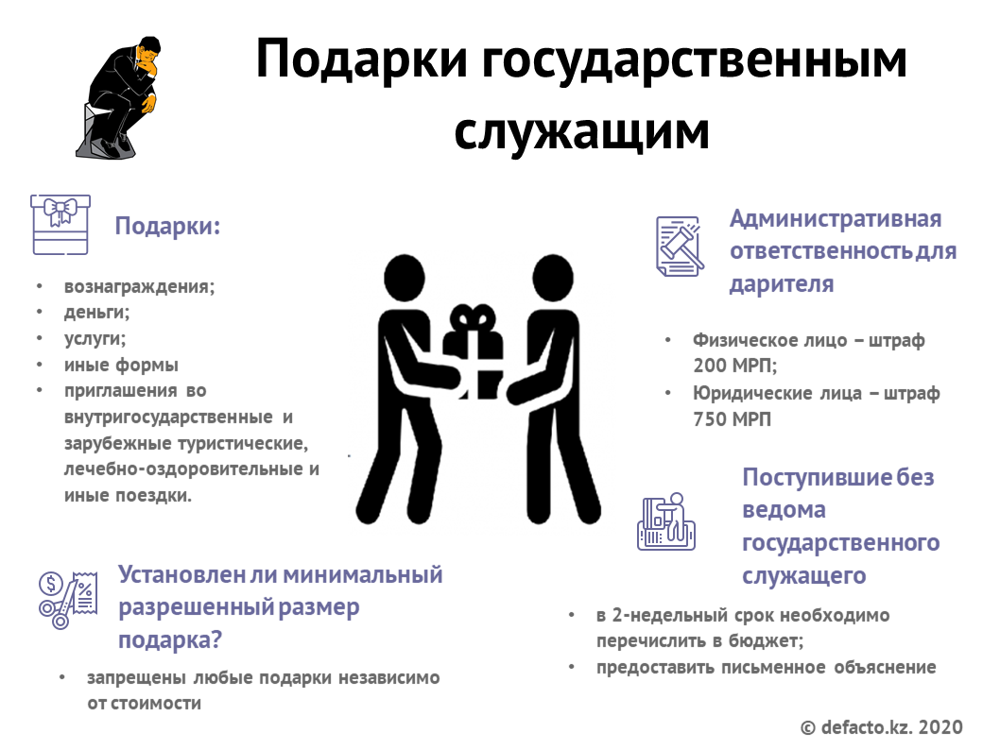 Подарки государственным
служащим
Подарки:
• вознаграждения;
• деньги;
• услуги;
• иные формы
• приглашения во
внутригосударственные и
зарубежные туристические,
лечебно-оздоровительные и
иные поездки.
Установлен ли минимальный
разрешенный размер
подарка?
• запрещены любые подарки независимо
от стоимости
Административная
ответственность для
дарителя
• Физическое лицо – штраф
200 МРП;
• Юридические лица – штраф
750 МРП
Поступившие без
ведома
государственного
служащего
• в 2-недельный срок необходимо
перечислить в бюджет;
• предоставить письменное объяснение
© defacto.kz. 2020